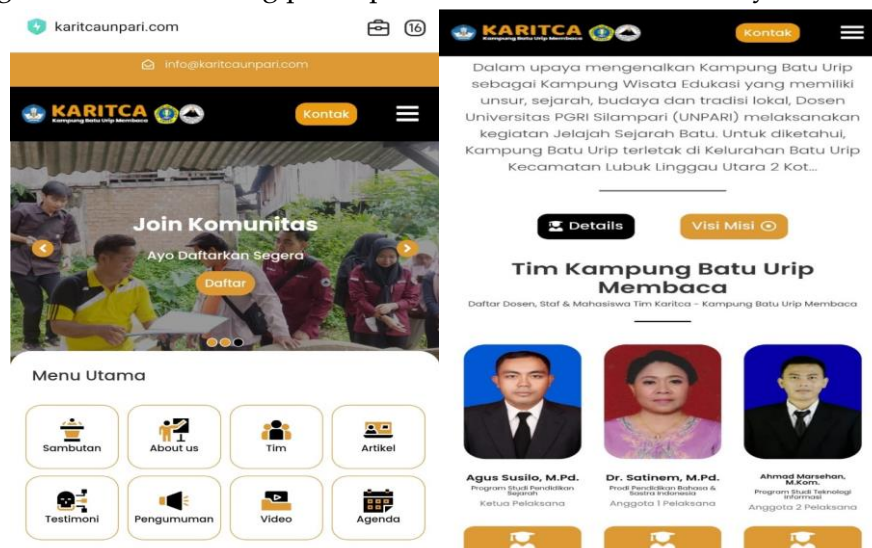 karitcaunpari.com
16
Info@karitcaunpari.com
KARITCA
Kampung Batu Urip Membaca
Kontak
Join Komunitas
Ayo Daftarkan Segera
Daftar
Menu Utama
Sambutan
About us
Tim
Artikel
Testimoni
Pengumuman
Video
Agenda
KARITCA
Kampung Batu Urip Membaca
Kontak
Dalam upaya mengenalkan Kampung Batu Urip
sebagai Kampung Wisata Edukasi yang memiliki
unsur, sejarah, budaya dan tradisi lokal, Dosen
Universitas PGRI Silampari (UNPARI) melaksanakan
kegiatan Jelajah Sejarah Batu. Untuk diketahui,
Kampung Batu Urip terletak di Kelurahan Batu Urip
Kecamatan Lubuk Linggau Utara 2 Kot...
Details
Visi Misi
Tim Kampung Batu Urip
Membaca
Daftar Dosen, Staf & Mahasiswa Tim Karitca - Kampung Batu Urip Membaca
Agus Susilo, M.Pd.
Program Studi Pendidikan
Sejarah
Ketua Pelaksana
Dr. Satinem, M.Pd.
Prodi Pendidikan Bahasa &
Sastra Indonesia
Anggota 1 Pelaksana
Ahmad Marsehan,
M.Kom.
Program Studi Teknologi
Informasi
Anggota 2 Pelaksana